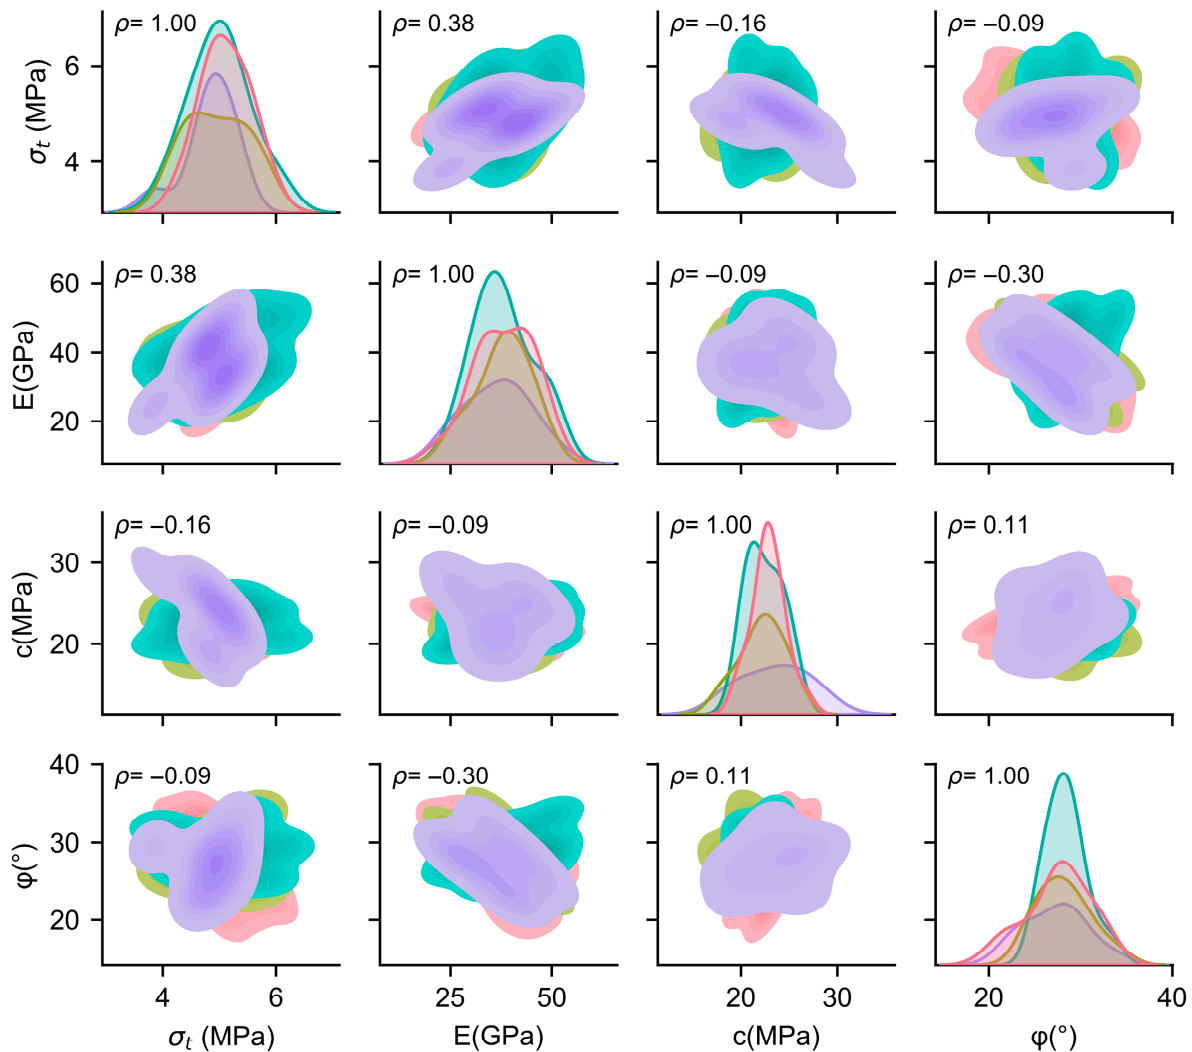 ρ= 1.00
ρ= 0.38
ρ= −0.16
ρ= −0.09
6
4
σt (MPa)
ρ= 0.38
ρ= 1.00
ρ= −0.09
ρ= −0.30
60
40
20
E(GPa)
ρ= −0.16
ρ= −0.09
ρ= 1.00
ρ= 0.11
30
20
c(MPa)
ρ= −0.09
ρ= −0.30
ρ= 0.11
ρ= 1.00
40
30
20
φ(°)
4 6 25 50 20 30 20 40
σt (MPa) E(GPa) c(MPa) φ(°)